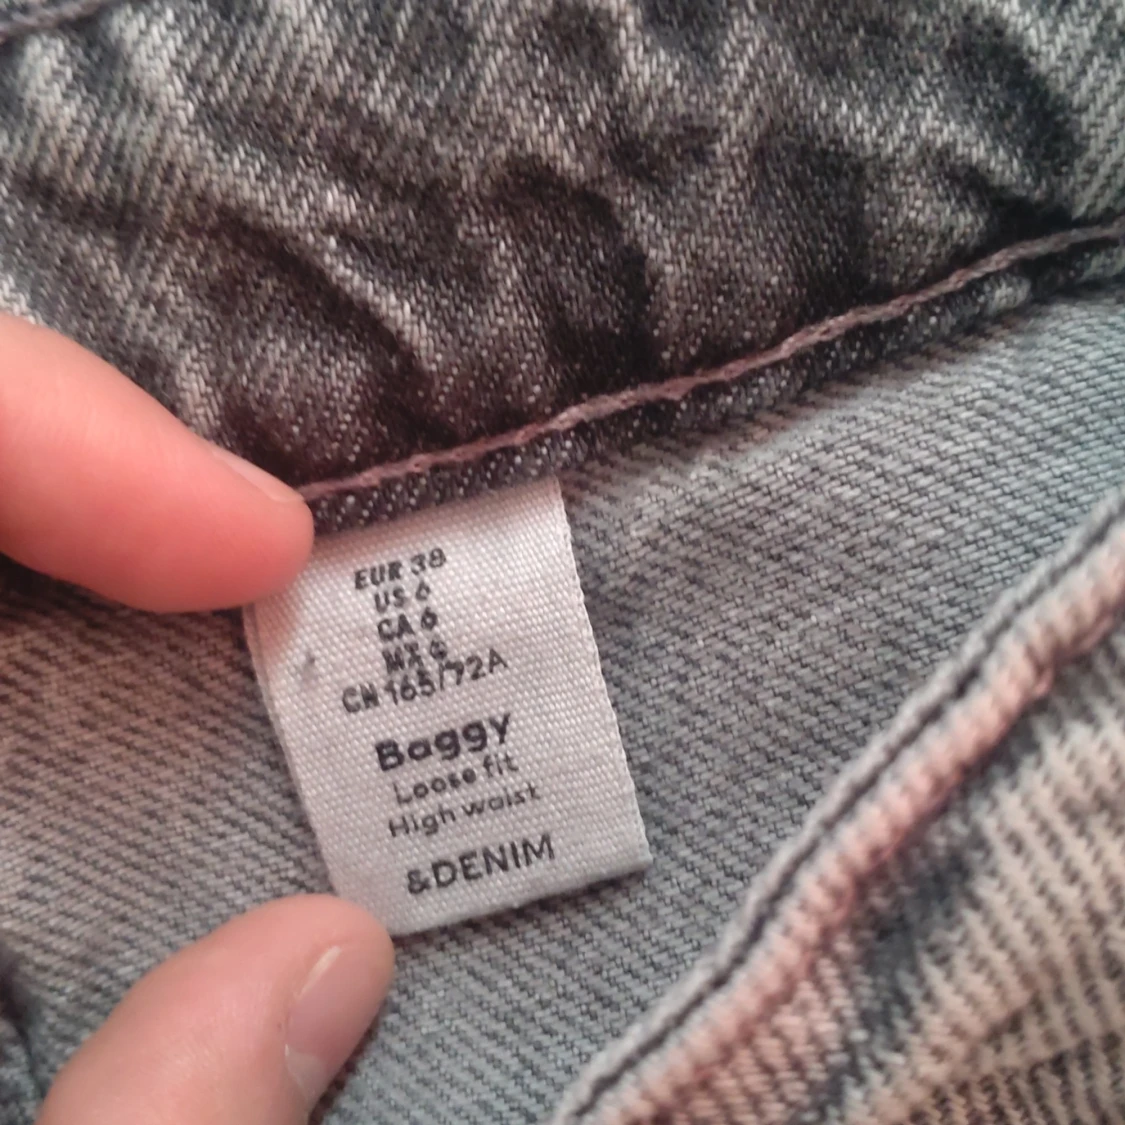 EUR 38
US 6
CA 6
MX 6
CN 165/72A
Baggy
Loose fit
High waist
&DENIM